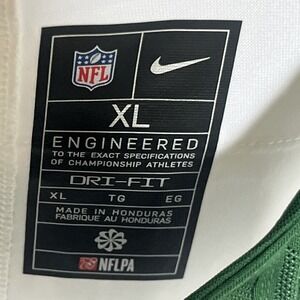 NFL
XL
ENGINEERED
TO THE EXACT SPECIFICATIONS
OF CHAMPIONSHIP ATHLETES
DRI-FIT
XL TG EG
MADE IN HONDURAS
FABRIQUÉ AU HONDURAS
NFLPA